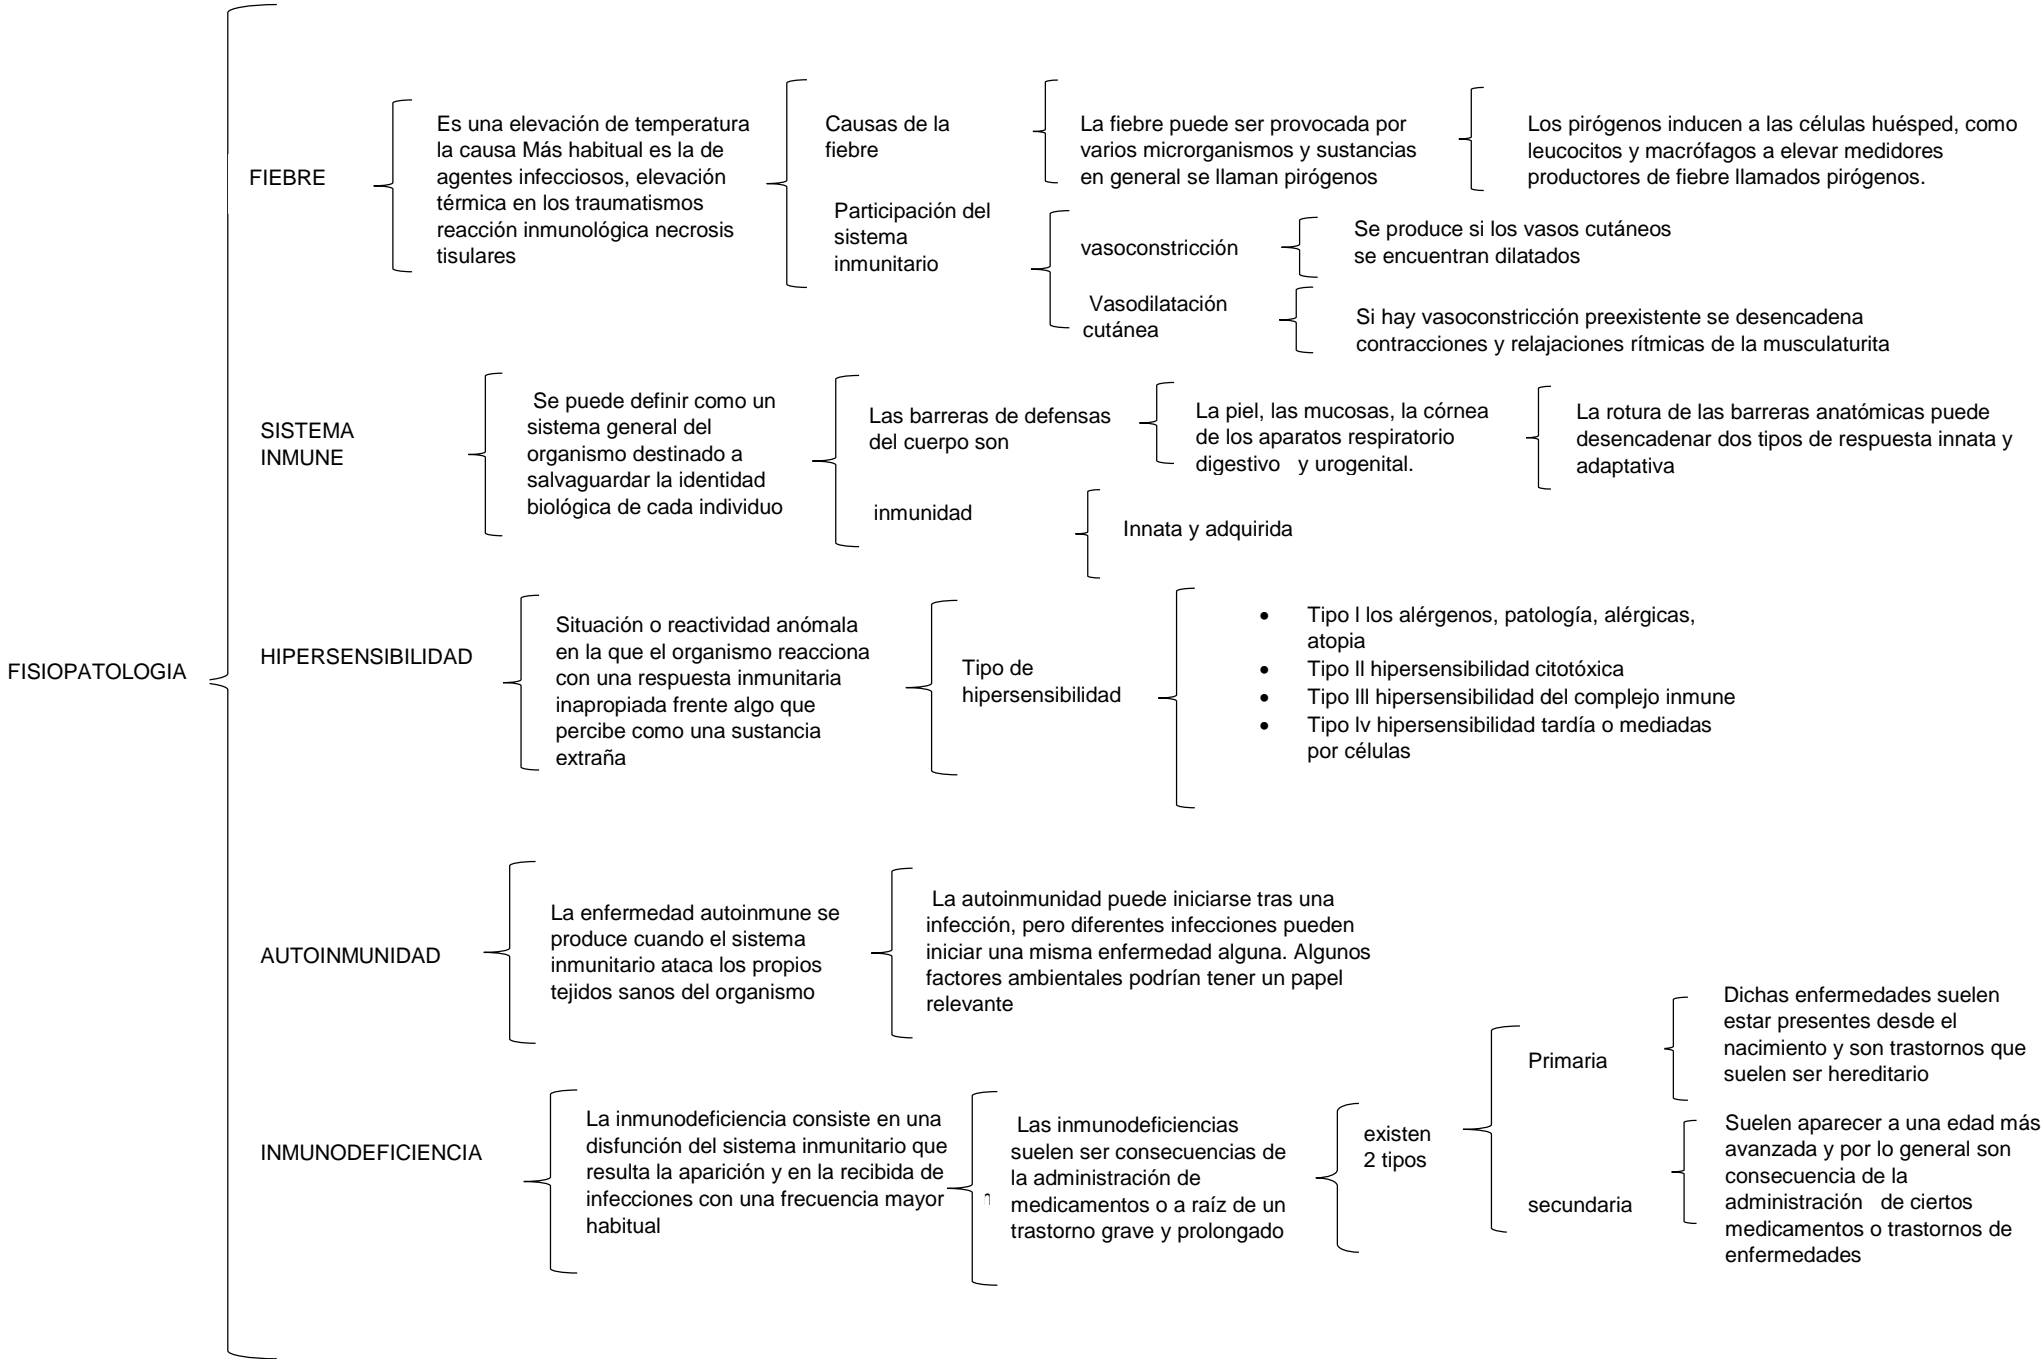 FISIOPATOLOGIA
FIEBRE
Es una elevación de temperatura
la causa Más habitual es la de
agentes infecciosos, elevación
térmica en los traumatismos
reacción inmunológica necrosis
tisulares
Causas de la
fiebre
La fiebre puede ser provocada por
varios microrganismos y sustancias
en general se llaman pirógenos
Los pirógenos inducen a las células huésped, como
leucocitos y macrófagos a elevar medidores
productores de fiebre llamados pirógenos.
Participación del
sistema
inmunitario
vasoconstricción
Se produce si los vasos cutáneos
se encuentran dilatados
Vasodilatación
cutánea
Si hay vasoconstricción preexistente se desencadena
contracciones y relajaciones rítmicas de la musculaturita
SISTEMA
INMUNE
Se puede definir como un
sistema general del
organismo destinado a
salvaguardar la identidad
biológica de cada individuo
Las barreras de defensas
del cuerpo son
La piel, las mucosas, la córnea
de los aparatos respiratorio
digestivo y urogenital.
La rotura de las barreras anatómicas puede
desencadenar dos tipos de respuesta innata y
adaptativa
inmunidad
Innata y adquirida
HIPERSENSIBILIDAD
Situación o reactividad anómala
en la que el organismo reacciona
con una respuesta inmunitaria
inapropiada frente algo que
percibe como una sustancia
extraña
Tipo de
hipersensibilidad
• Tipo I los alérgenos, patología, alérgicas,
atopia
• Tipo II hipersensibilidad citotóxica
• Tipo III hipersensibilidad del complejo inmune
• Tipo Iv hipersensibilidad tardía o mediadas
por células
AUTOINMUNIDAD
La enfermedad autoinmune se
produce cuando el sistema
inmunitario ataca los propios
tejidos sanos del organismo
La autoinmunidad puede iniciarse tras una
infección, pero diferentes infecciones pueden
iniciar una misma enfermedad alguna. Algunos
factores ambientales podrían tener un papel
relevante
INMUNODEFICIENCIA
La inmunodeficiencia consiste en una
disfunción del sistema inmunitario que
resulta la aparición y en la recibida de
infecciones con una frecuencia mayor
habitual
Las inmunodeficiencias
suelen ser consecuencias de
la administración de
medicamentos o a raíz de un
trastorno grave y prolongado
existen
2 tipos
Primaria
Dichas enfermedades suelen
estar presentes desde el
nacimiento y son trastornos que
suelen ser hereditario
secundaria
Suelen aparecer a una edad más
avanzada y por lo general son
consecuencia de la
administración de ciertos
medicamentos o trastornos de
enfermedades